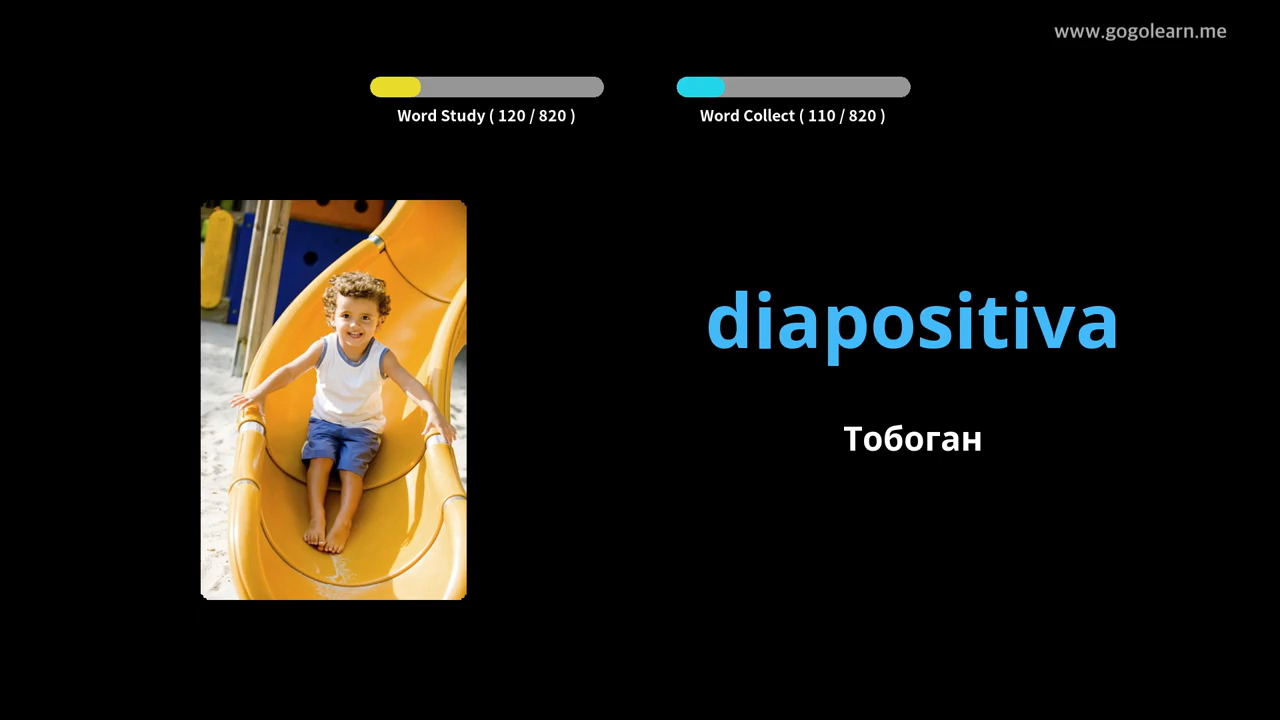 www.gogolearn.me
Word Study ( 120 / 820 )
Word Collect ( 110 / 820 )
diapositiva
Тобоган